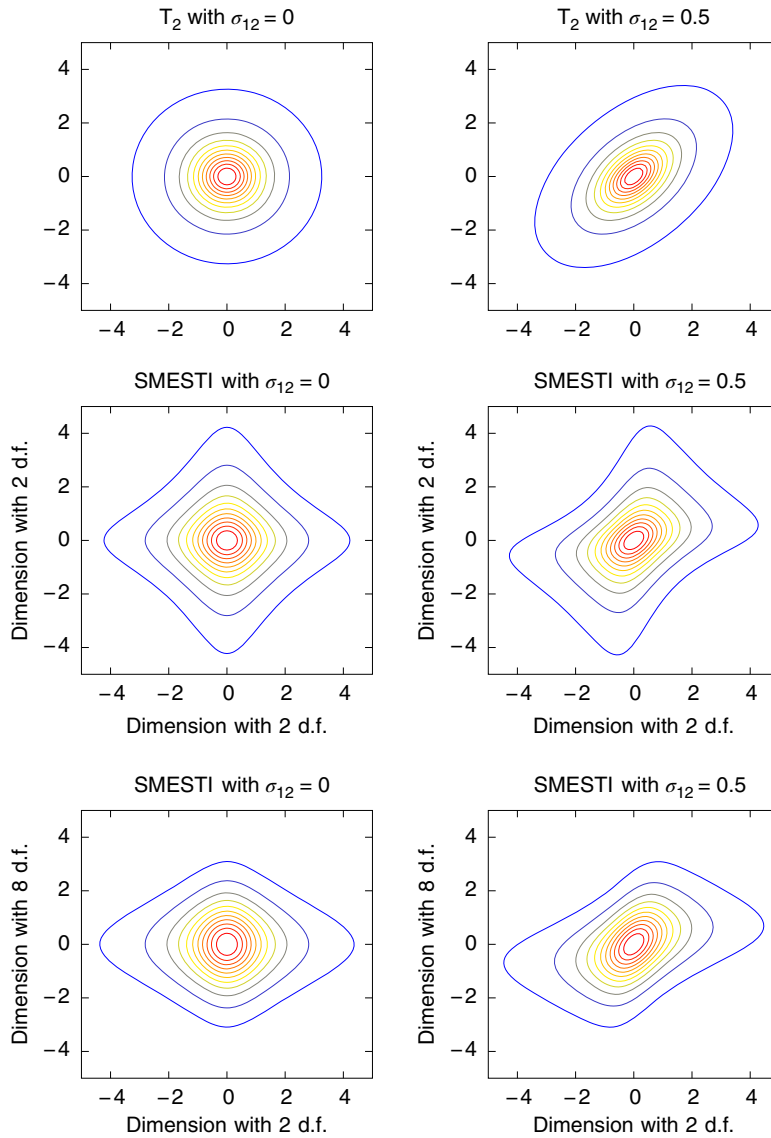 T₂ with σ₁₂ = 0
T₂ with σ₁₂ = 0.5
4
2
0
−2
−4
−4 −2 0 2 4
4
2
0
−2
−4
−4 −2 0 2 4
SMESTI with σ₁₂ = 0
SMESTI with σ₁₂ = 0.5
Dimension with 2 d.f.
4
2
0
−2
−4
−4 −2 0 2 4
Dimension with 2 d.f.
Dimension with 2 d.f.
4
2
0
−2
−4
−4 −2 0 2 4
Dimension with 2 d.f.
SMESTI with σ₁₂ = 0
SMESTI with σ₁₂ = 0.5
Dimension with 8 d.f.
4
2
0
−2
−4
−4 −2 0 2 4
Dimension with 2 d.f.
Dimension with 8 d.f.
4
2
0
−2
−4
−4 −2 0 2 4
Dimension with 2 d.f.